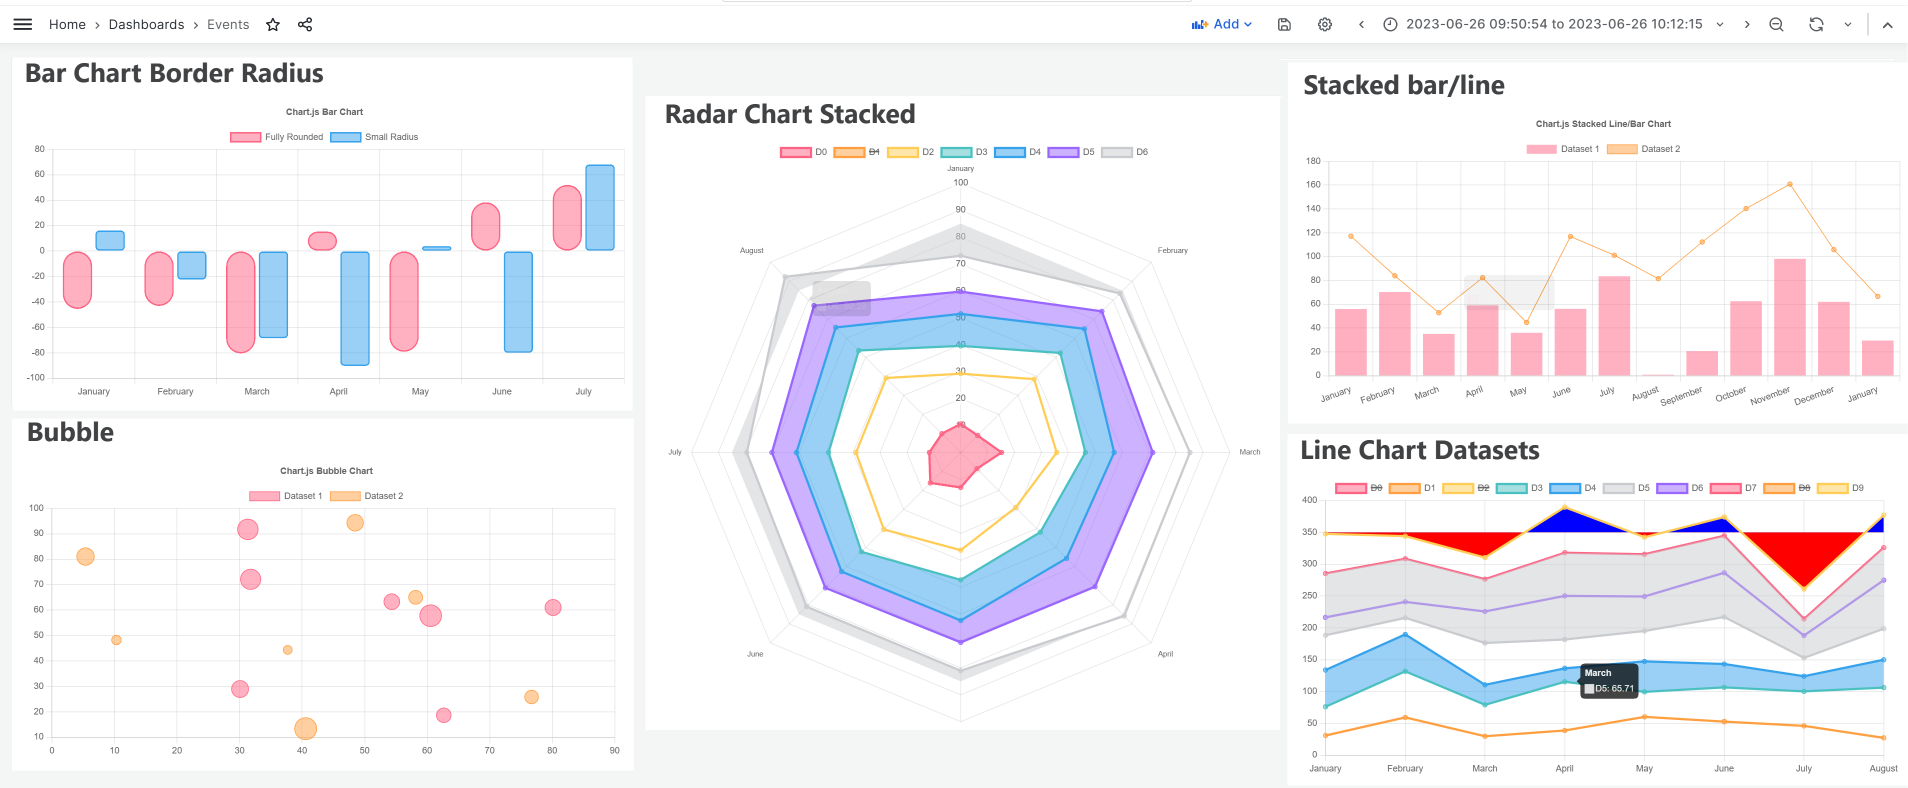 Home > Dashboards > Events
Add
2023-06-26 09:50:54 to 2023-06-26 10:12:15
Bar Chart Border Radius
Chart.js Bar Chart
Fully Rounded Small Radius
80
60
40
20
0
-20
-40
-60
-80
-100
January February March April May June July
Bubble
Chart.js Bubble Chart
Dataset 1 Dataset 2
100
90
80
70
60
50
40
30
20
10
0 10 20 30 40 50 60 70 80 90
Radar Chart Stacked
D0 D1 D2 D3 D4 D5 D6
January
100
90
80
70
60
50
40
30
20
10
August February
July March
June April
Stacked bar/line
Chart.js Stacked Line/Bar Chart
Dataset 1 Dataset 2
180
160
140
120
100
80
60
40
20
0
January February March April May June July August September October November December January
Line Chart Datasets
D0 D1 D2 D3 D4 D5 D6 D7 D8 D9
400
350
300
250
200
150
100
50
0
March
D5: 65.71
January February March April May June July August